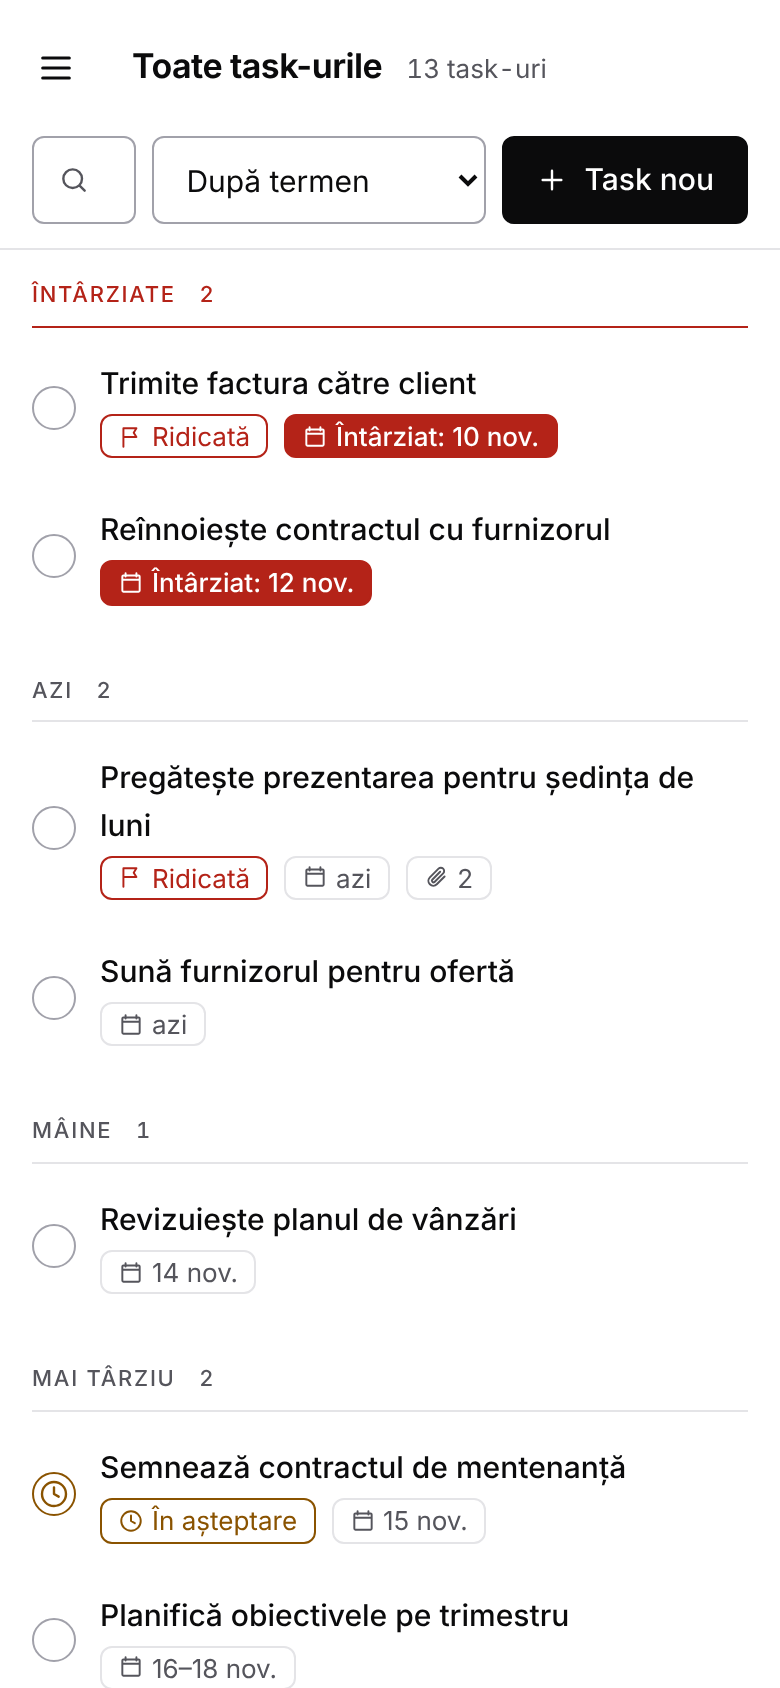 Toate task-urile 13 task-uri
După termen
Task nou
ÎNTÂRZIATE 2
Trimite factura către client
Ridicată Întârziat: 10 nov.
Reînnoiește contractul cu furnizorul
Întârziat: 12 nov.
AZI 2
Pregătește prezentarea pentru ședința de
luni
Ridicată azi 2
Sună furnizorul pentru ofertă
azi
MÂINE 1
Revizuiește planul de vânzări
14 nov.
MAI TÂRZIU 2
Semnează contractul de mentenanță
În așteptare 15 nov.
Planifică obiectivele pe trimestru
16–18 nov.